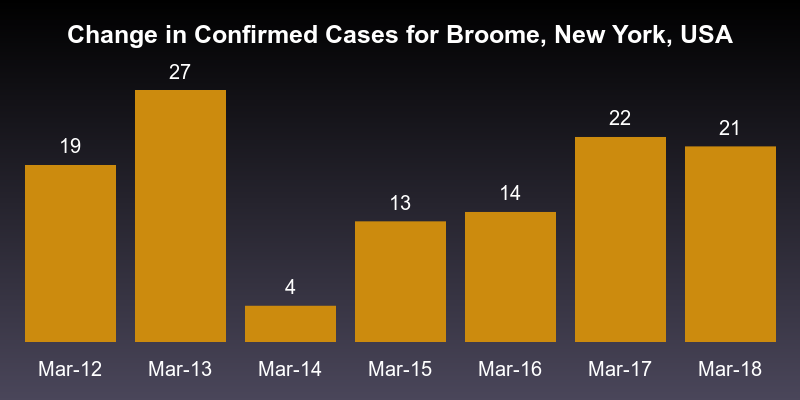 Change in Confirmed Cases for Broome, New York, USA
19
27
4
13
14
22
21
Mar-12
Mar-13
Mar-14
Mar-15
Mar-16
Mar-17
Mar-18